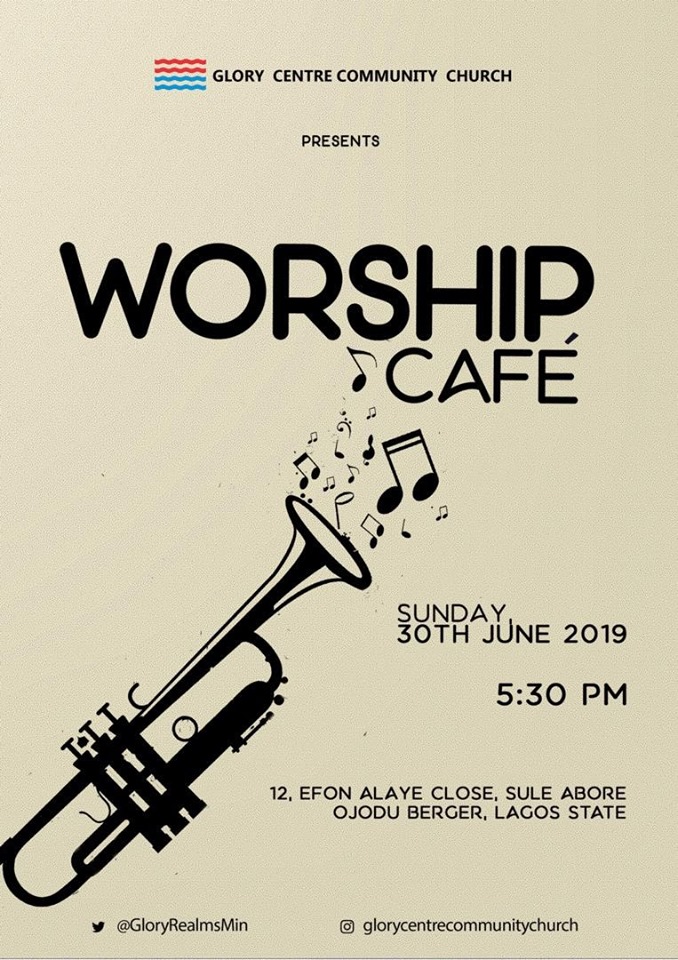 GLORY CENTRE COMMUNITY CHURCH
PRESENTS
WORSHIP
CAFÉ
SUNDAY,
30TH JUNE 2019
5:30 PM
12, EFON ALAYE CLOSE, SULE ABORE
OJODU BERGER, LAGOS STATE
@GloryRealmsMin glorycentrecommunitychurch